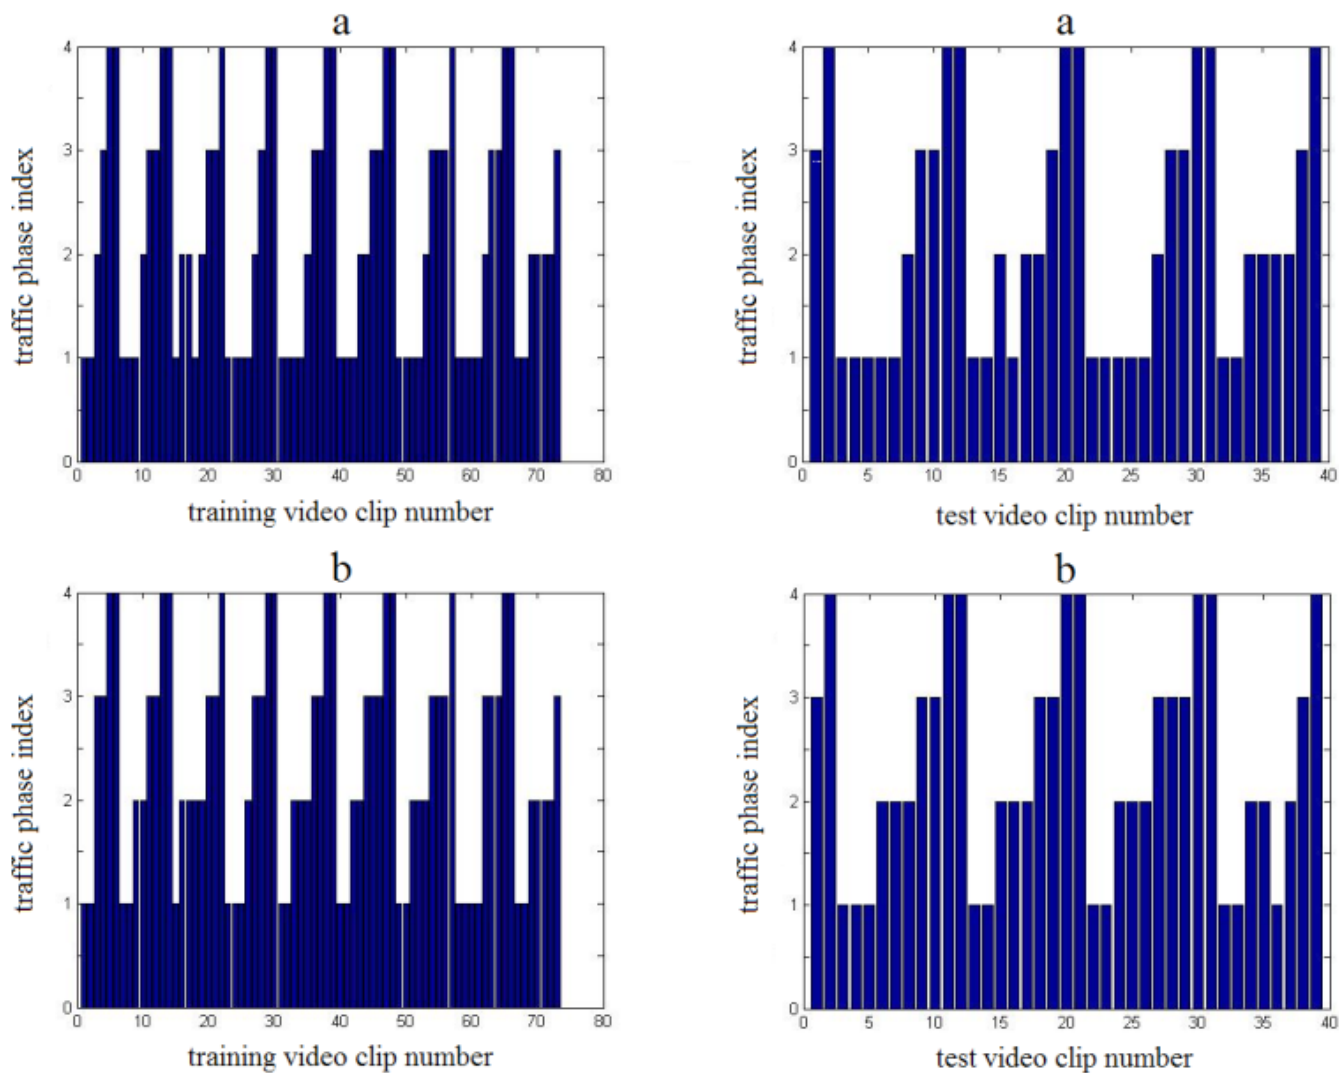 a
4
3
2
1
0
0 10 20 30 40 50 60 70 80
traffic phase index
training video clip number
a
4
3
2
1
0
0 5 10 15 20 25 30 35 40
traffic phase index
test video clip number
b
4
3
2
1
0
0 10 20 30 40 50 60 70 80
traffic phase index
training video clip number
b
4
3
2
1
0
0 5 10 15 20 25 30 35 40
traffic phase index
test video clip number